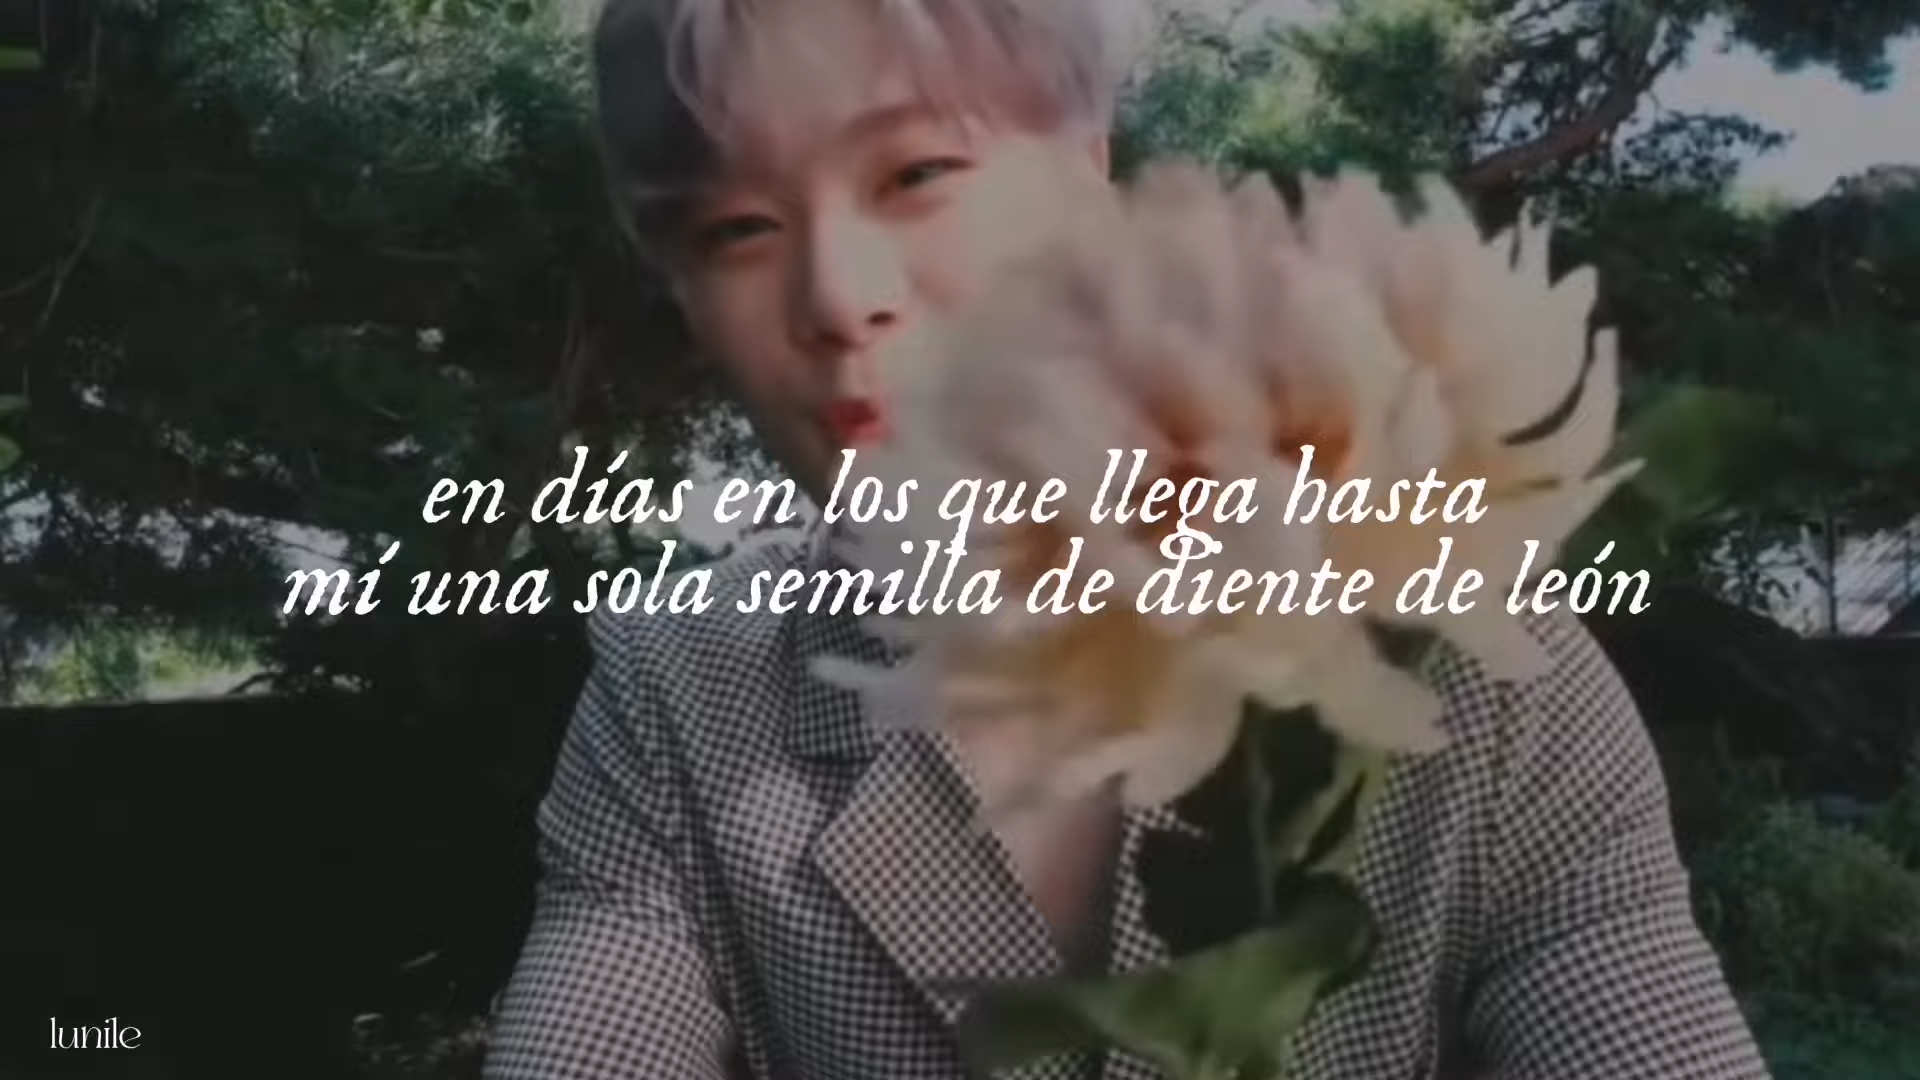 en días en los que llega hasta
mí una sola semilla de diente de león
lunile